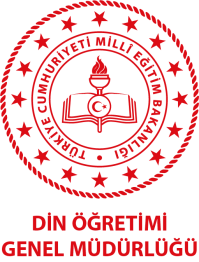 TÜRKİYE CUMHURİYETİ MİLLÎ EĞİTİM BAKANLIĞI
DİN ÖĞRETİMİ
GENEL MÜDÜRLÜĞÜ